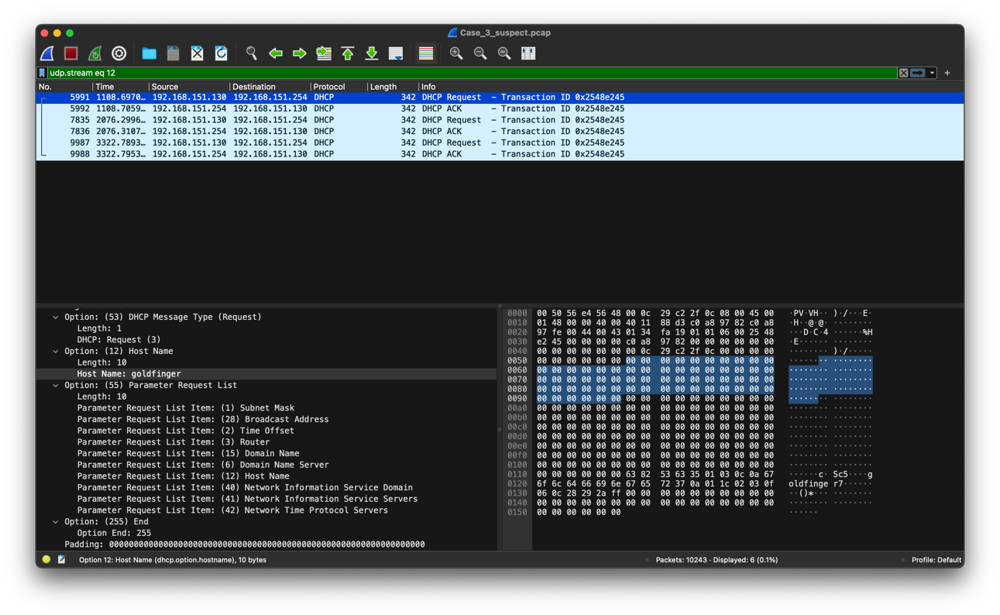 Case_3_suspect.pcap
udp.stream eq 12
No. Time Source Destination Protocol Length Info
5991 1108.6970… 192.168.151.130 192.168.151.254 DHCP 342 DHCP Request – Transaction ID 0x2548e245
5992 1108.7059… 192.168.151.254 192.168.151.130 DHCP 342 DHCP ACK – Transaction ID 0x2548e245
7835 2076.2996… 192.168.151.130 192.168.151.254 DHCP 342 DHCP Request – Transaction ID 0x2548e245
7836 2076.3107… 192.168.151.254 192.168.151.130 DHCP 342 DHCP ACK – Transaction ID 0x2548e245
9987 3322.7893… 192.168.151.130 192.168.151.254 DHCP 342 DHCP Request – Transaction ID 0x2548e245
9988 3322.7953… 192.168.151.254 192.168.151.130 DHCP 342 DHCP ACK – Transaction ID 0x2548e245
Option: (53) DHCP Message Type (Request)
Length: 1
DHCP: Request (3)
Option: (12) Host Name
Length: 10
Host Name: goldfinger
Option: (55) Parameter Request List
Length: 10
Parameter Request List Item: (1) Subnet Mask
Parameter Request List Item: (28) Broadcast Address
Parameter Request List Item: (2) Time Offset
Parameter Request List Item: (3) Router
Parameter Request List Item: (15) Domain Name
Parameter Request List Item: (6) Domain Name Server
Parameter Request List Item: (12) Host Name
Parameter Request List Item: (40) Network Information Service Domain
Parameter Request List Item: (41) Network Information Service Servers
Parameter Request List Item: (42) Network Time Protocol Servers
Option: (255) End
Option End: 255
0000 00 50 56 e4 56 48 00 0c 29 c2 2f 0c 08 00 45 00 ·PV·VH·· )·/···E·
0010 01 48 00 00 40 00 40 11 88 d3 c0 a8 97 82 c0 a8 ·H··@·@· ········
0020 97 fe 00 44 00 43 01 34 fa 19 01 01 06 00 25 48 ···D·C·4 ······%H
0030 e2 45 00 00 00 00 c0 a8 97 82 00 00 00 00 00 00 ·E······ ········
0040 00 00 00 00 00 00 00 0c 29 c2 2f 0c 00 00 00 00 ········ )·/·····
0050 00 00 00 00 00 00 00 00 00 00 00 00 00 00 00 00 ········ ········
0060 00 00 00 00 00 00 00 00 00 00 00 00 00 00 00 00 ········ ········
0070 00 00 00 00 00 00 00 00 00 00 00 00 00 00 00 00 ········ ········
0080 00 00 00 00 00 00 00 00 00 00 00 00 00 00 00 00 ········ ········
0090 00 00 00 00 00 00 00 00 00 00 00 00 00 00 00 00 ········ ········
00a0 00 00 00 00 00 00 00 00 00 00 00 00 00 00 00 00 ········ ········
00b0 00 00 00 00 00 00 00 00 00 00 00 00 00 00 00 00 ········ ········
00c0 00 00 00 00 00 00 00 00 00 00 00 00 00 00 00 00 ········ ········
00d0 00 00 00 00 00 00 00 00 00 00 00 00 00 00 00 00 ········ ········
00e0 00 00 00 00 00 00 00 00 00 00 00 00 00 00 00 00 ········ ········
00f0 00 00 00 00 00 00 00 00 00 00 00 00 00 00 00 00 ········ ········
0100 00 00 00 00 00 00 00 00 00 00 00 00 00 00 00 00 ········ ········
0110 00 00 00 00 00 00 63 82 53 63 35 01 03 0c 0a 67 ······c· Sc5····g
0120 6f 6c 64 66 69 6e 67 65 72 37 0a 01 1c 02 03 0f oldfinge r7······
0130 06 0c 28 29 2a ff 00 00 00 00 00 00 00 00 00 00 ··()*··· ········
0140 00 00 00 00 00 00 00 00 00 00 00 00 00 00 00 00 ········ ········
0150 00 00 00 00 00 00 ······
Padding:
Option 12: Host Name (dhcp.option.hostname), 10 bytes
Packets: 10243 · Displayed: 6 (0.1%)
Profile: Default